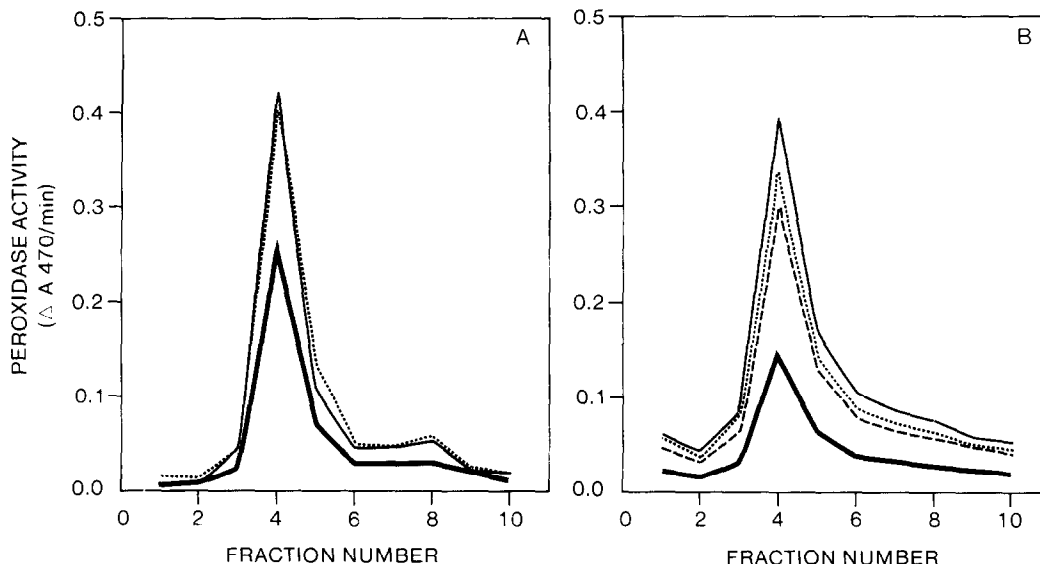 A
0.5
0.4
0.3
0.2
0.1
0.0
0 2 4 6 8 10
FRACTION NUMBER
PEROXIDASE ACTIVITY
(△ A 470/min)
B
0.5
0.4
0.3
0.2
0.1
0.0
0 2 4 6 8 10
FRACTION NUMBER